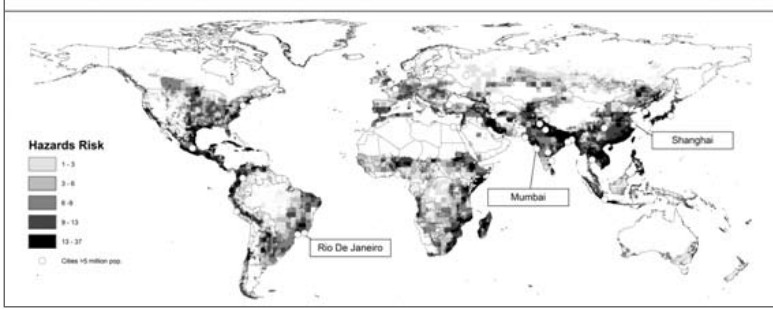 Shanghai
Hazards Risk
1 - 3
3 - 6
6 -9
9 - 13
13 - 37
Cities >5 million pop.
Mumbai
Rio De Janeiro